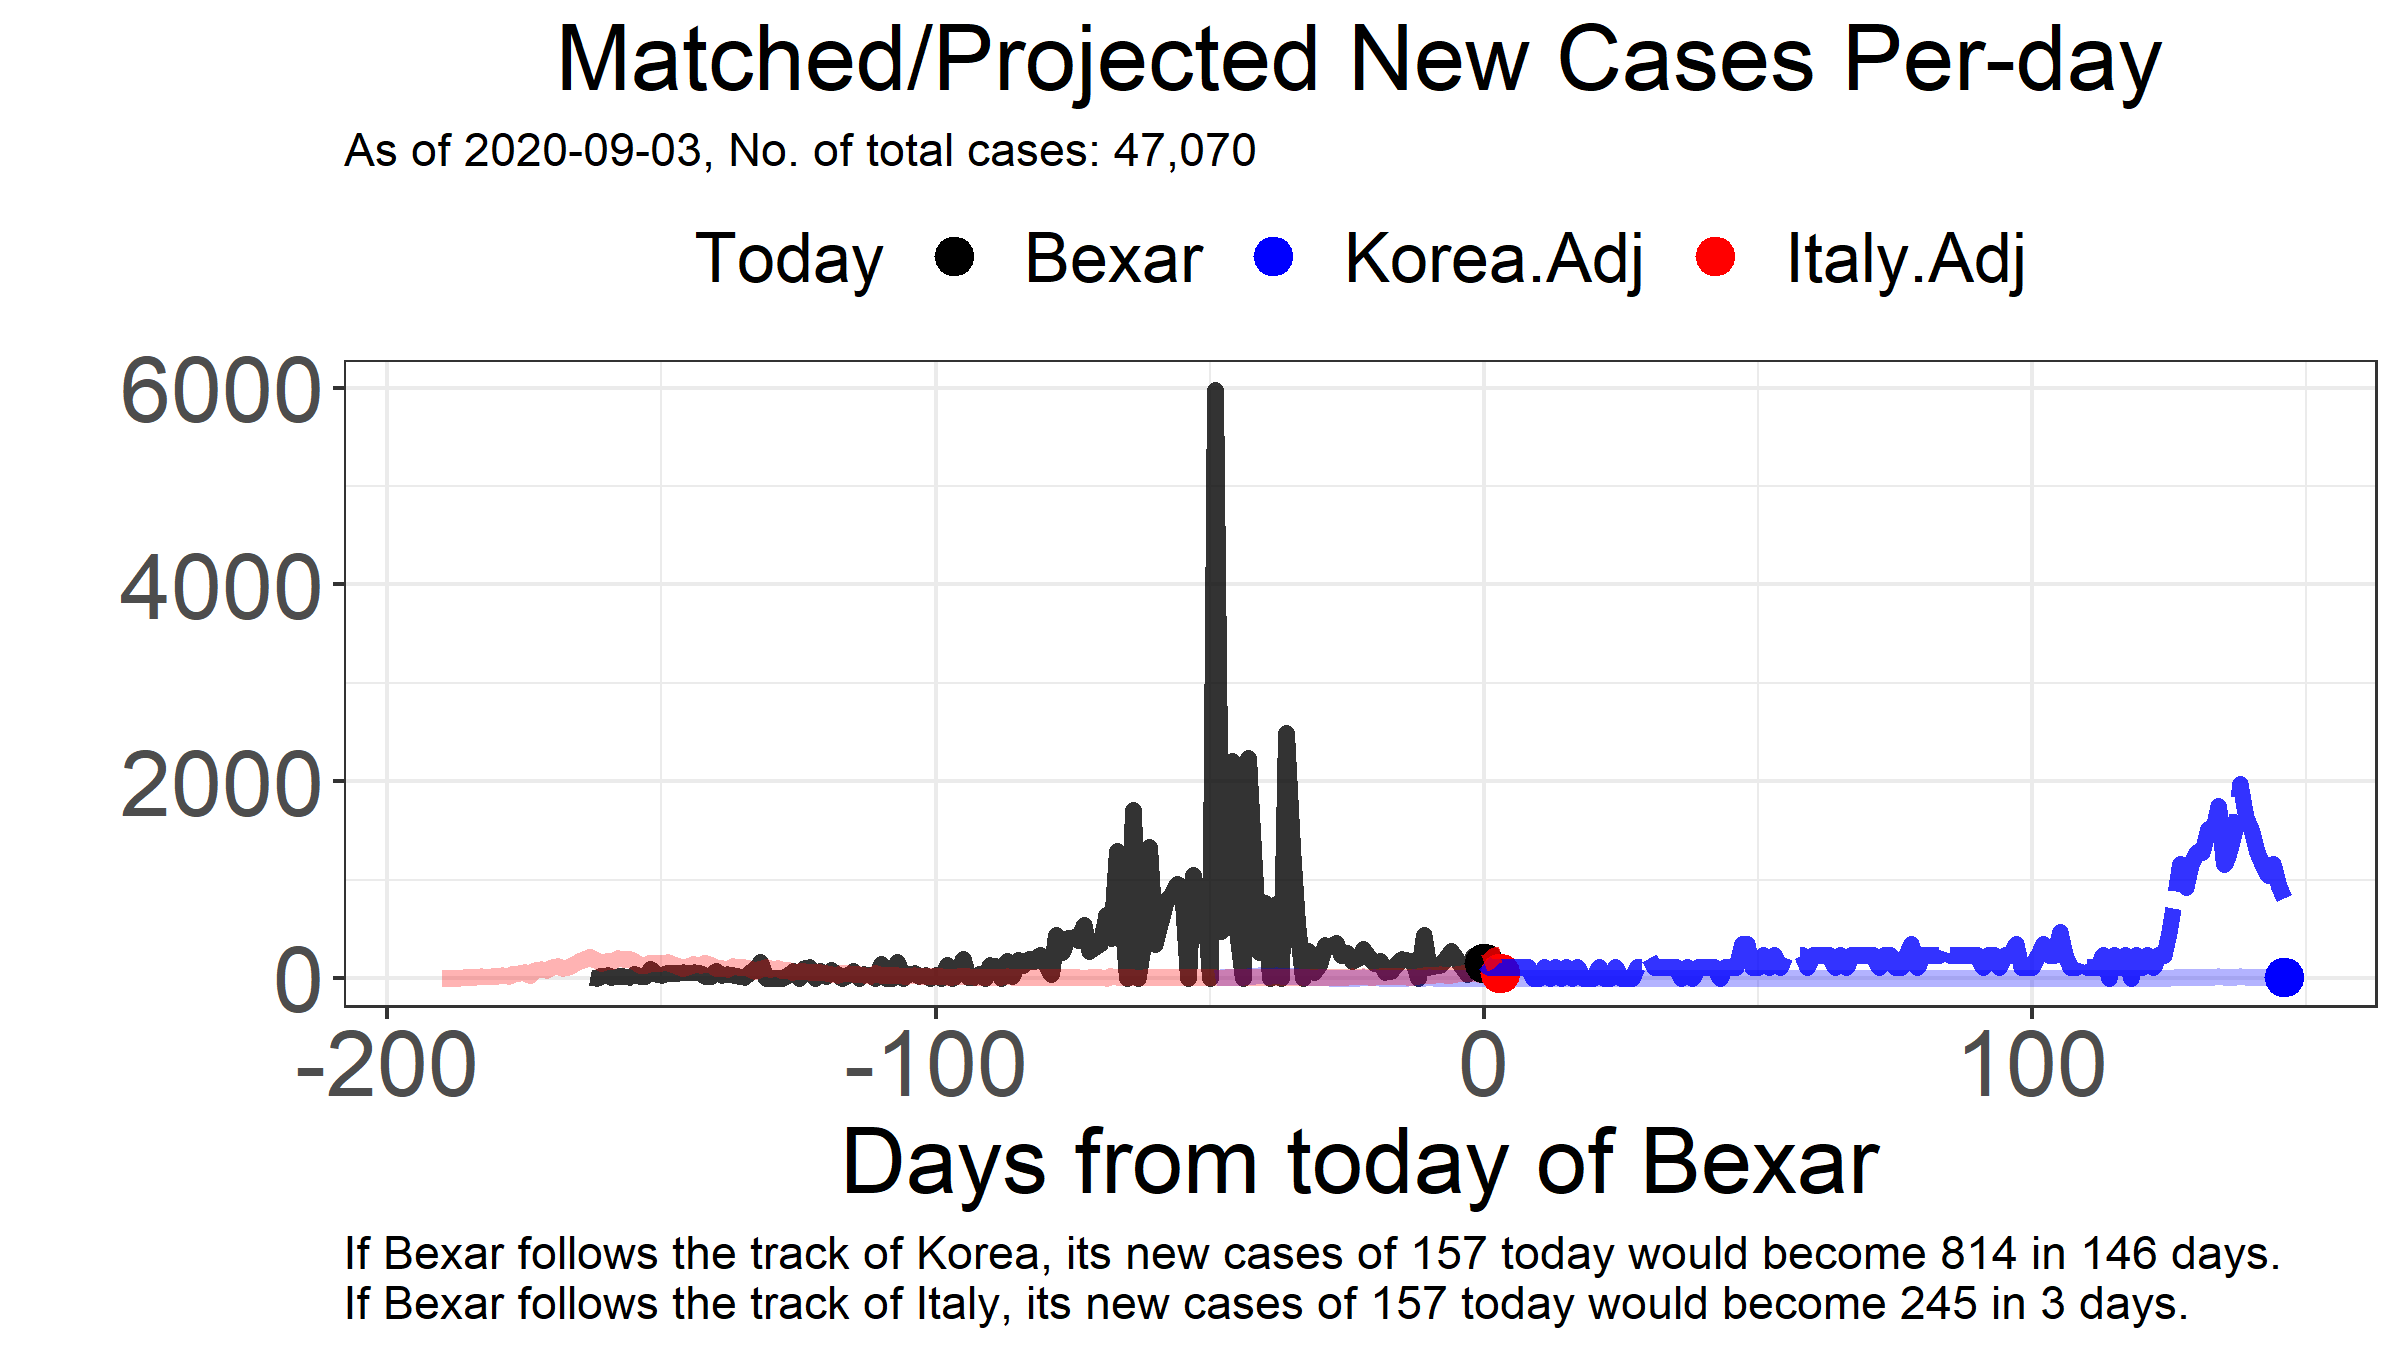 Matched/Projected New Cases Per-day
As of 2020-09-03, No. of total cases: 47,070
Today Bexar Korea.Adj Italy.Adj
6000
4000
2000
0
-200 -100 0 100
Days from today of Bexar
If Bexar follows the track of Korea, its new cases of 157 today would become 814 in 146 days.
If Bexar follows the track of Italy, its new cases of 157 today would become 245 in 3 days.